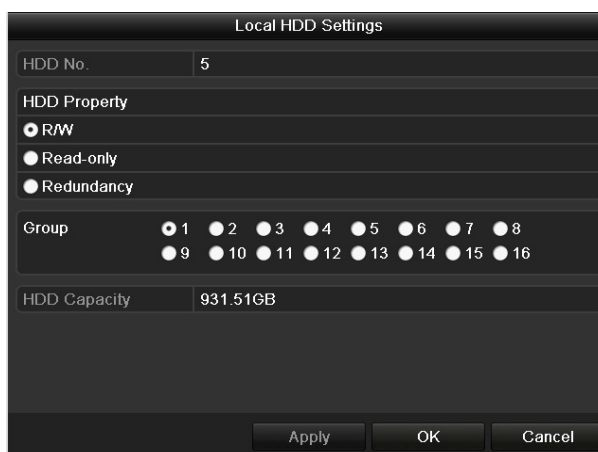 Local HDD Settings
HDD No. 5
HDD Property
R/W
Read-only
Redundancy
Group 1 2 3 4 5 6 7 8
9 10 11 12 13 14 15 16
HDD Capacity 931.51GB
Apply OK Cancel